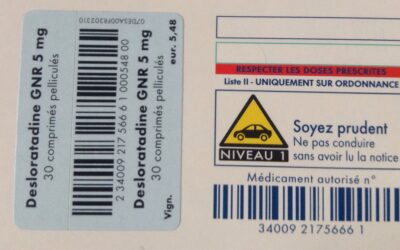 Desloratadine GNR 5 mg
30 comprimés pelliculés
2 34009 217 566 6 1 000548 00
Desloratadine GNR 5 mg
30 comprimés pelliculés
07DESA00PR302310
Vign.
eur. 5,48
RESPECTER LES DOSES PRESCRITES
Liste II - UNIQUEMENT SUR ORDONNANCE
NIVEAU 1
Soyez prudent
Ne pas conduire
sans avoir lu la notice
Médicament autorisé n°
34009 2175666 1